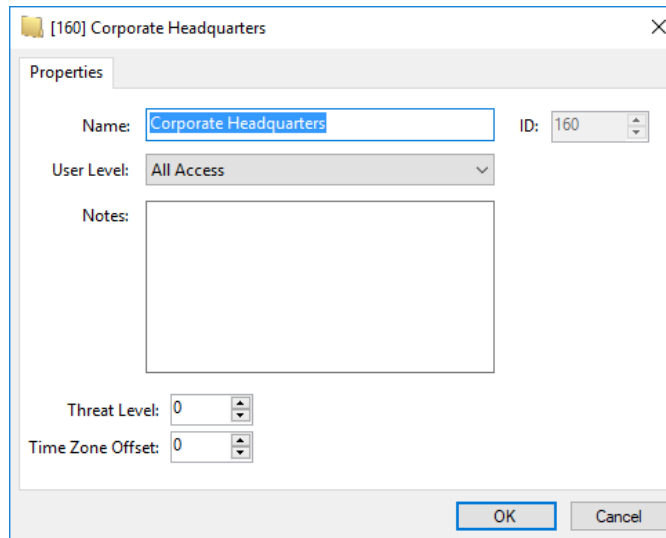 [160] Corporate Headquarters
Properties
Name: Corporate Headquarters ID: 160
User Level: All Access
Notes:
Threat Level: 0
Time Zone Offset: 0
OK Cancel